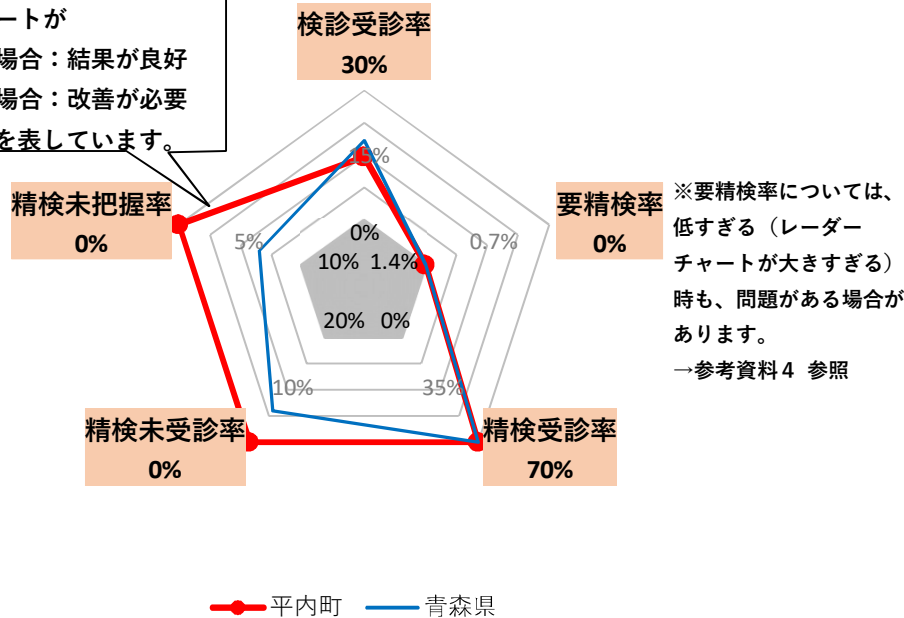 ートが
場合：結果が良好
場合：改善が必要
を表しています。
検診受診率
30%
15%
精検未把握率
0%
5%
0%
10%
1.4%
0.7%
要精検率
0%
※要精検率については、
低すぎる（レーダー
チャートが大きすぎる）
時も、問題がある場合が
あります。
→参考資料４ 参照
20%
0%
10%
35%
精検未受診率
0%
精検受診率
70%
平内町
青森県